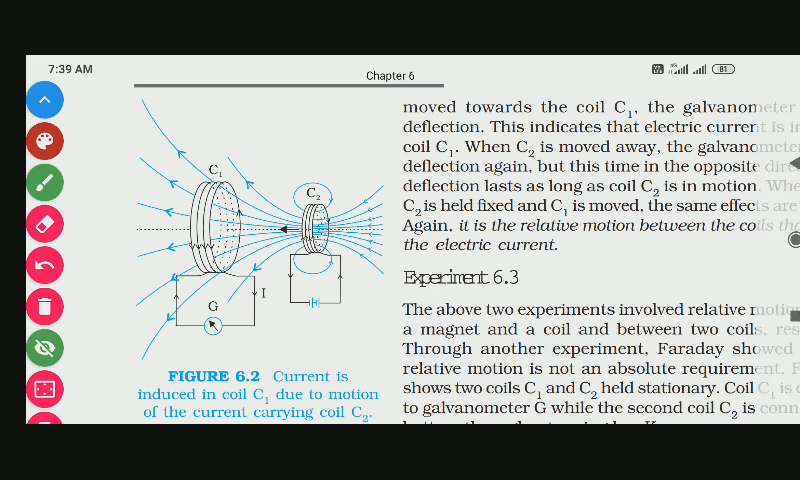 7:39 AM
Chapter 6
4G
81
C1
C2
I
G
FIGURE 6.2 Current is
induced in coil C1 due to motion
of the current carrying coil C2.
moved towards the coil C1, the galvanometer
deflection. This indicates that electric current is in
coil C1. When C2 is moved away, the galvanomete
deflection again, but this time in the opposite dire
deflection lasts as long as coil C2 is in motion. Whe
C2 is held fixed and C1 is moved, the same effects are
Again, it is the relative motion between the coils tha
the electric current.
Experiment 6.3
The above two experiments involved relative motio
a magnet and a coil and between two coils, res
Through another experiment, Faraday showed
relative motion is not an absolute requirement. F
shows two coils C1 and C2 held stationary. Coil C1 is c
to galvanometer G while the second coil C2 is conn